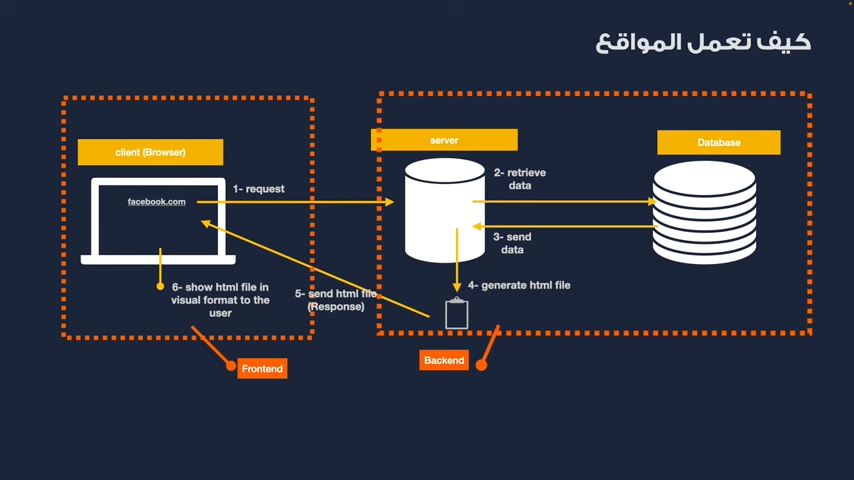 كيف تعمل المواقع
client (Browser)
server
Database
facebook.com
1- request
2- retrieve
data
3- send
data
4- generate html file
5- send html file
(Response)
6- show html file in
visual format to the
user
Frontend
Backend